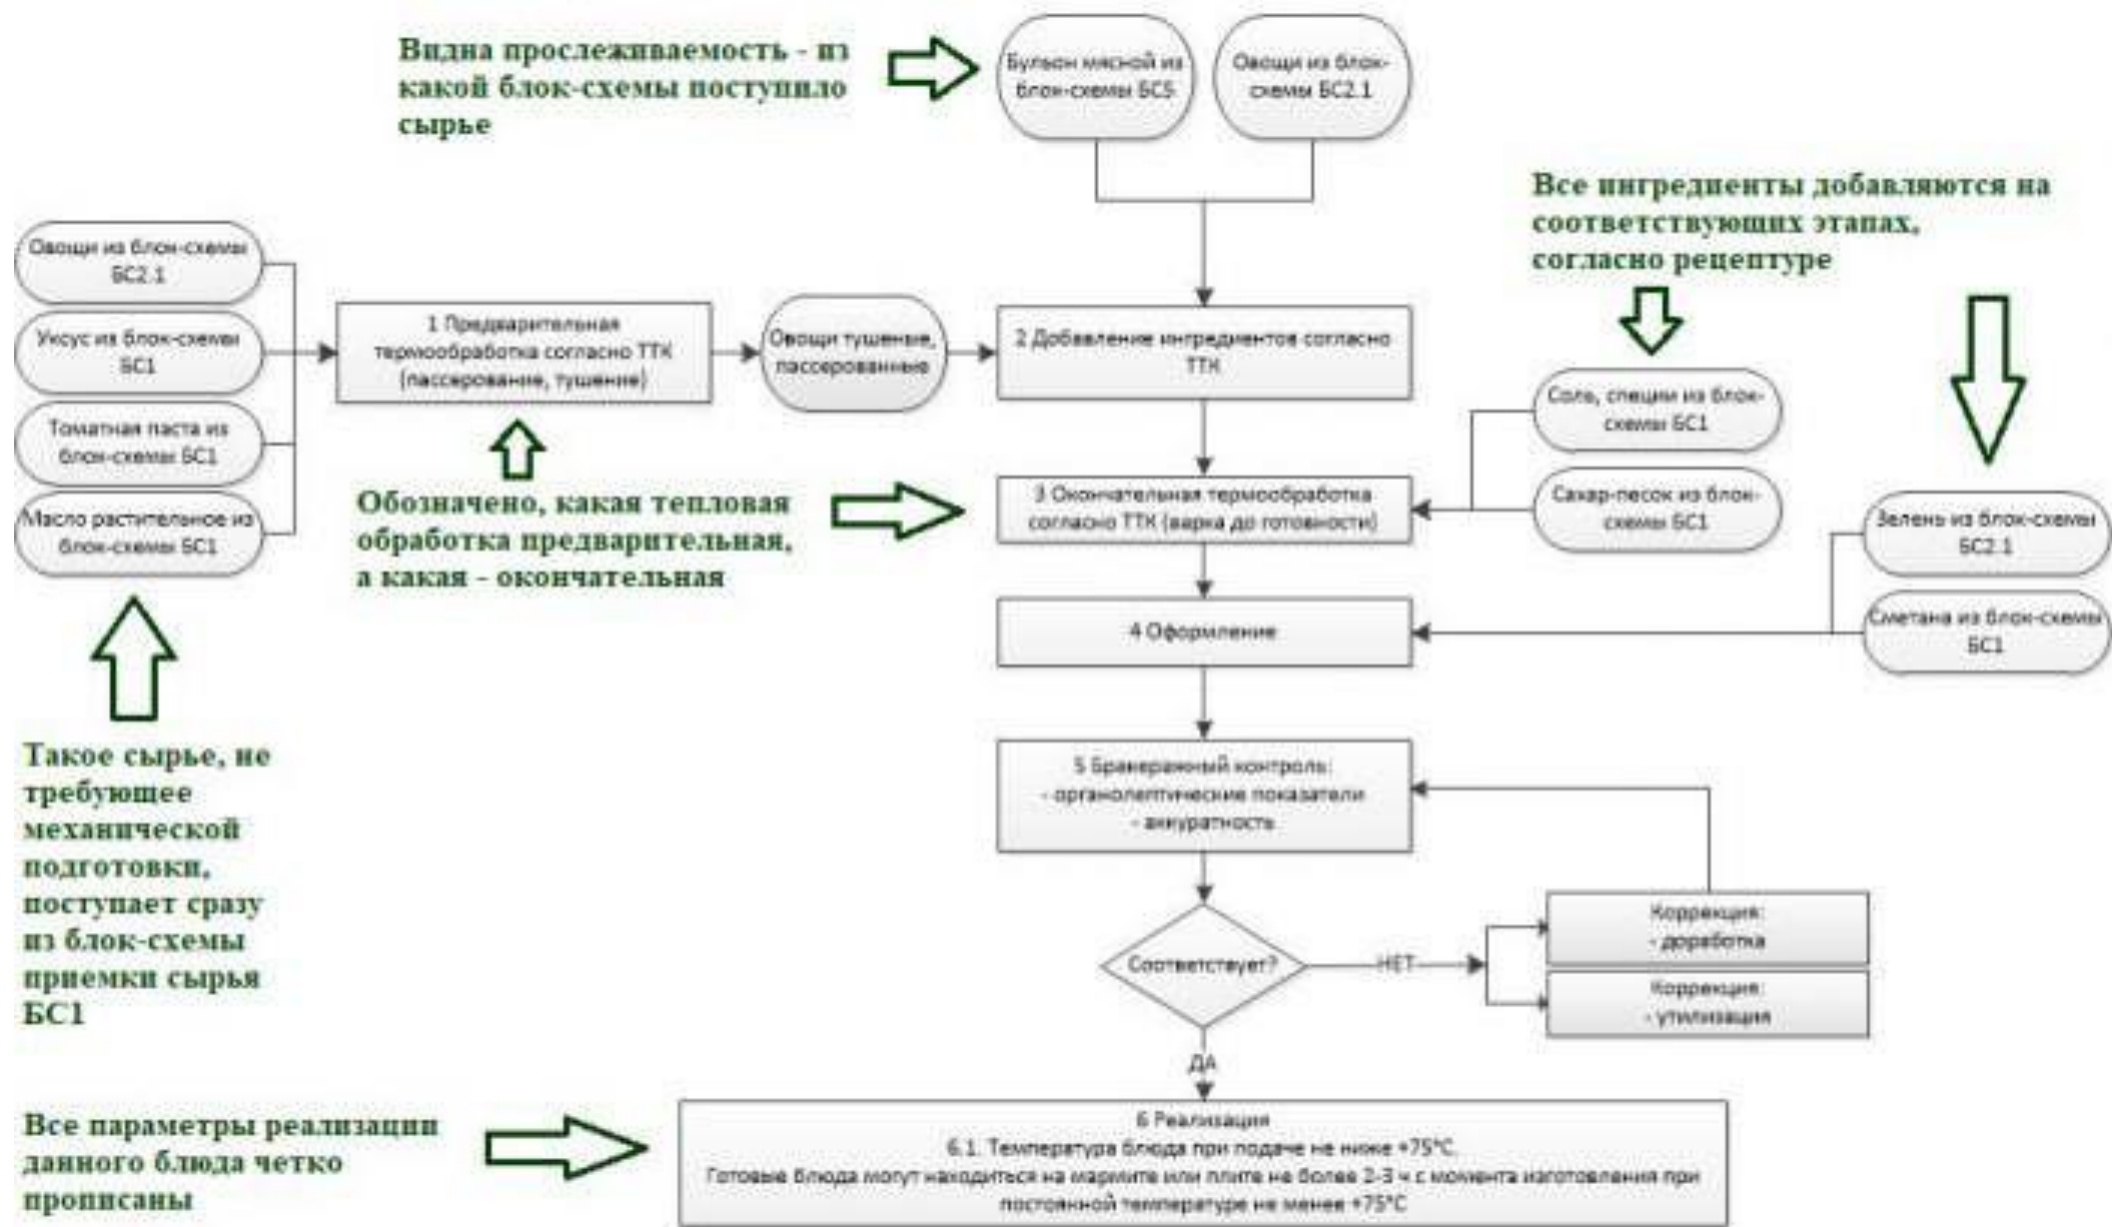 Видна прослеживаемость - из
какой блок-схемы поступило
сырье
Бульон мясной из
блок-схемы БС5
Овощи из блок-
схемы БС2.1
Все ингредиенты добавляются на
соответствующих этапах,
согласно рецептуре
Овощи из блок-схемы
БС2.1
Уксус из блок-схемы
БС1
Томатная паста из
блок-схемы БС1
Масло растительное из
блок-схемы БС1
1 Предварительная
термообработка согласно ТТК
(пассерование, тушение)
Овощи тушеные,
пассерованные
2 Добавление ингредиентов согласно
ТТК
Соль, специи из блок-
схемы БС1
Сахар-песок из блок-
схемы БС1
Обозначено, какая тепловая
обработка предварительная,
а какая - окончательная
3 Окончательная термообработка
согласно ТТК (варка до готовности)
Зелень из блок-схемы
БС2.1
Сметана из блок-схемы
БС1
4 Оформление
Такое сырье, не
требующее
механической
подготовки,
поступает сразу
из блок-схемы
приемки сырья
БС1
5 Бракеражный контроль:
- органолептические показатели
- аккуратность
Соответствует?
НЕТ
Коррекция:
- доработка
Коррекция:
- утилизация
ДА
Все параметры реализации
данного блюда четко
прописаны
6 Реализация
6.1. Температура блюда при подаче не ниже +75°С.
Готовые блюда могут находиться на мармите или плите не более 2-3 ч с момента изготовления при
постоянной температуре не менее +75°С